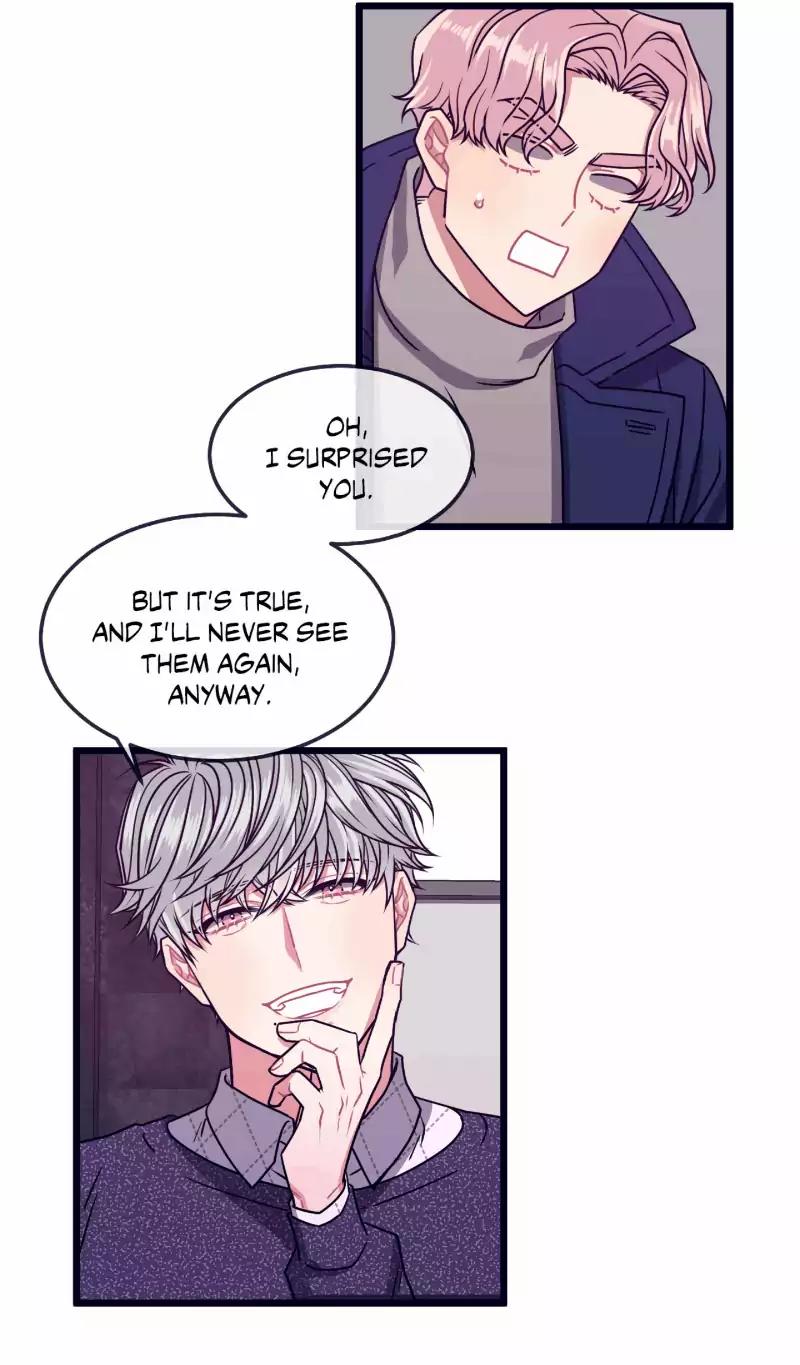 OH,
I SURPRISED
YOU.
BUT IT'S TRUE,
AND I'LL NEVER SEE
THEM AGAIN,
ANYWAY.